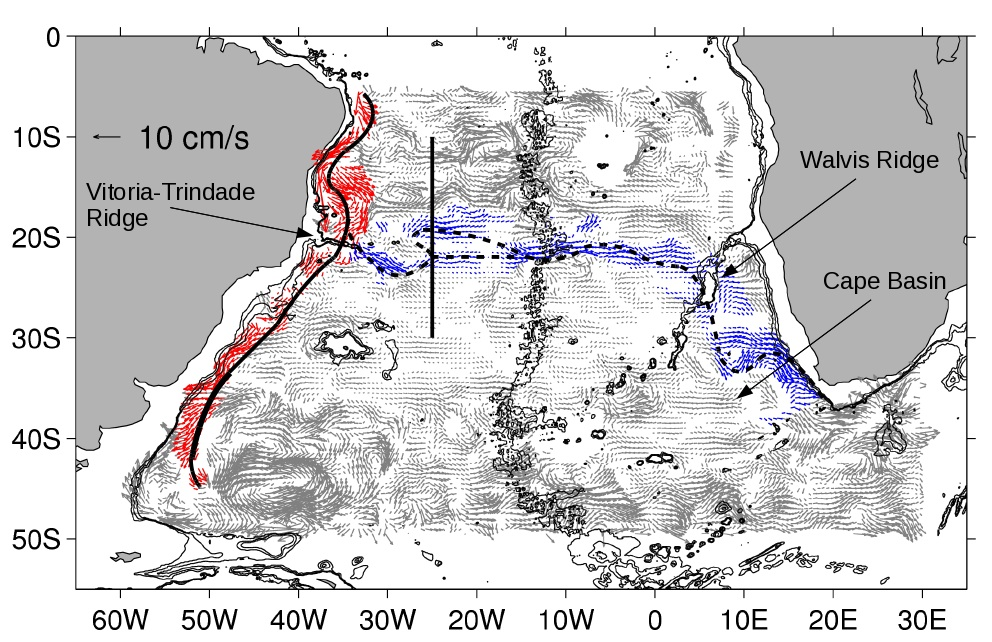 0
10S
10 cm/s
Walvis Ridge
Vitoria-Trindade
Ridge
20S
Cape Basin
30S
40S
50S
60W 50W 40W 30W 20W 10W 0 10E 20E 30E